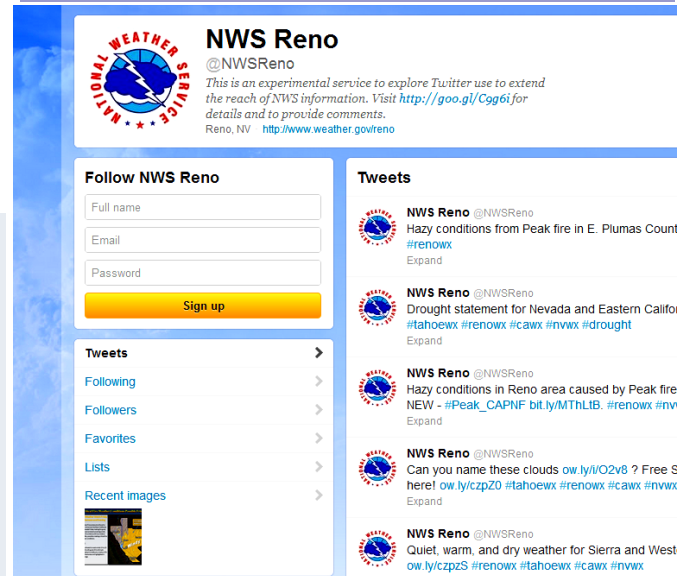 NATIONAL WEATHER SERVICE
NWS Reno
@NWSReno
This is an experimental service to explore Twitter use to extend
the reach of NWS information. Visit http://goo.gl/C9g6i for
details and to provide comments.
Reno, NV http://www.weather.gov/reno
Follow NWS Reno
Full name
Email
Password
Sign up
Tweets
Following
Followers
Favorites
Lists
Recent images
Tweets
NWS Reno @NWSReno
Hazy conditions from Peak fire in E. Plumas Count
#renowx
Expand
NWS Reno @NWSReno
Drought statement for Nevada and Eastern Califor
#tahoewx #renowx #cawx #nvwx #drought
Expand
NWS Reno @NWSReno
Hazy conditions in Reno area caused by Peak fire
NEW - #Peak_CAPNF bit.ly/MThLtB. #renowx #nv
Expand
NWS Reno @NWSReno
Can you name these clouds ow.ly/i/O2v8 ? Free S
here! ow.ly/czpZ0 #tahoewx #renowx #cawx #nvwx
Expand
NWS Reno @NWSReno
Quiet, warm, and dry weather for Sierra and West
ow.ly/czpzS #renowx #tahoewx #cawx #nvwx